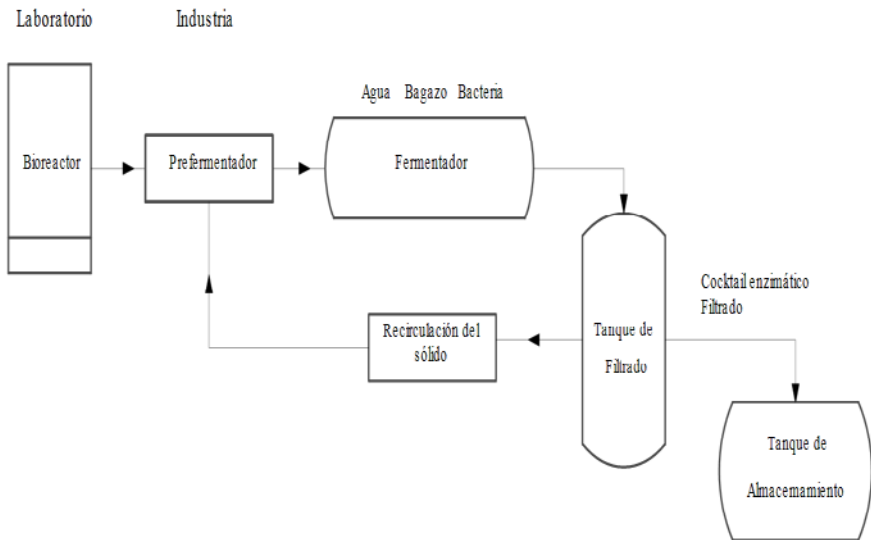 Laboratorio
Industria
Agua Bagazo Bacteria
Bioreactor
Prefermentador
Fermentador
Cocktail enzimático
Filtrado
Recirculación del
sólido
Tanque de
Filtrado
Tanque de
Almacemamiento